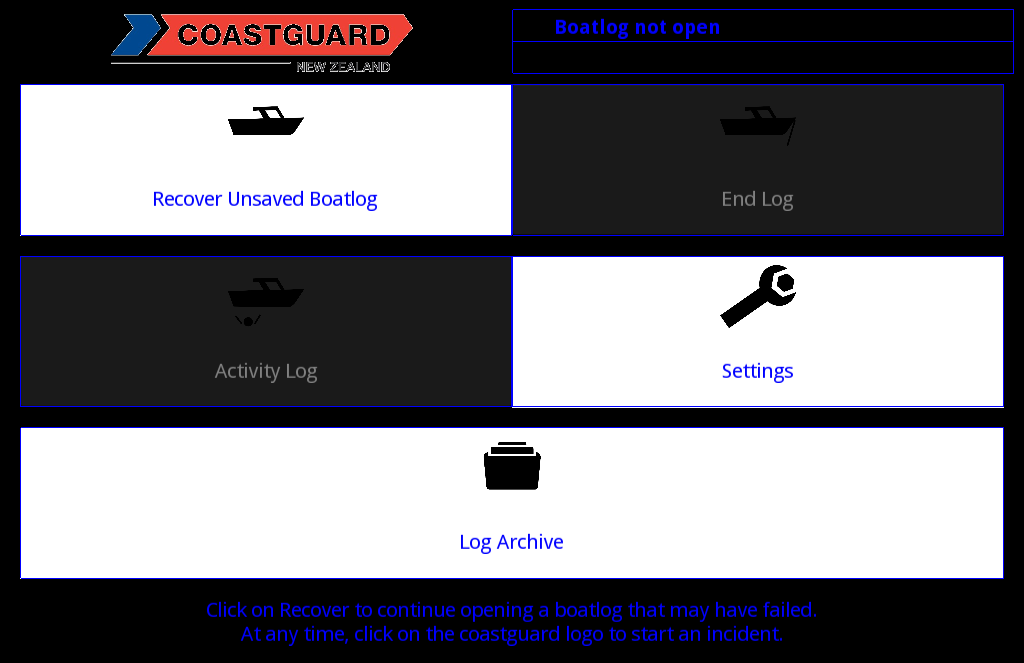 COASTGUARD
NEW ZEALAND
Boatlog not open
Recover Unsaved Boatlog
End Log
Activity Log
Settings
Log Archive
Click on Recover to continue opening a boatlog that may have failed.
At any time, click on the coastguard logo to start an incident.